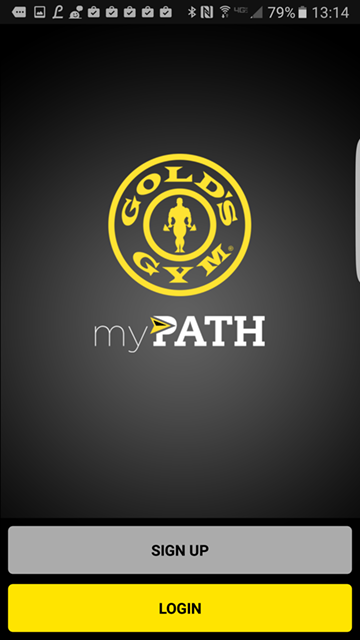 79% 13:14
GOLD'S
GYM®
myPATH
SIGN UP
LOGIN